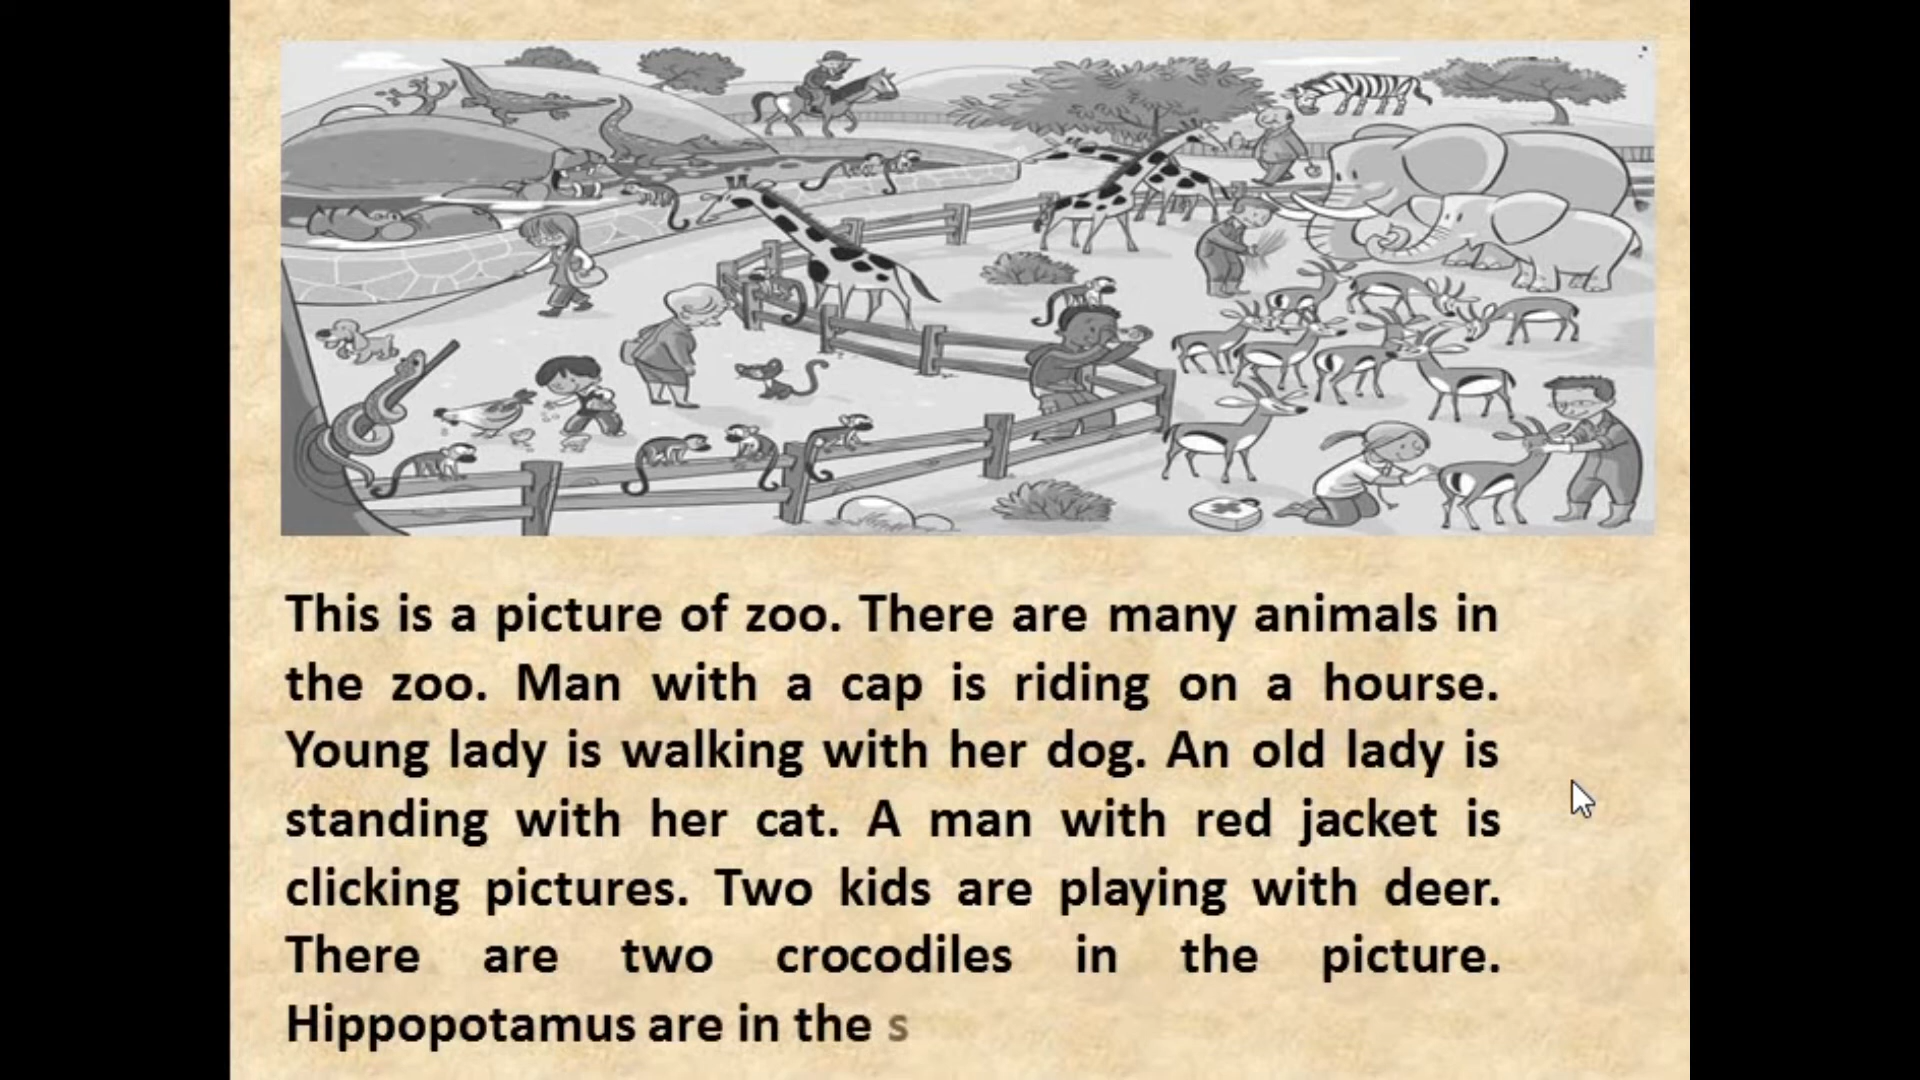 This is a picture of zoo. There are many animals in
the zoo. Man with a cap is riding on a hourse.
Young lady is walking with her dog. An old lady is
standing with her cat. A man with red jacket is
clicking pictures. Two kids are playing with deer.
There are two crocodiles in the picture.
Hippopotamus are in the s